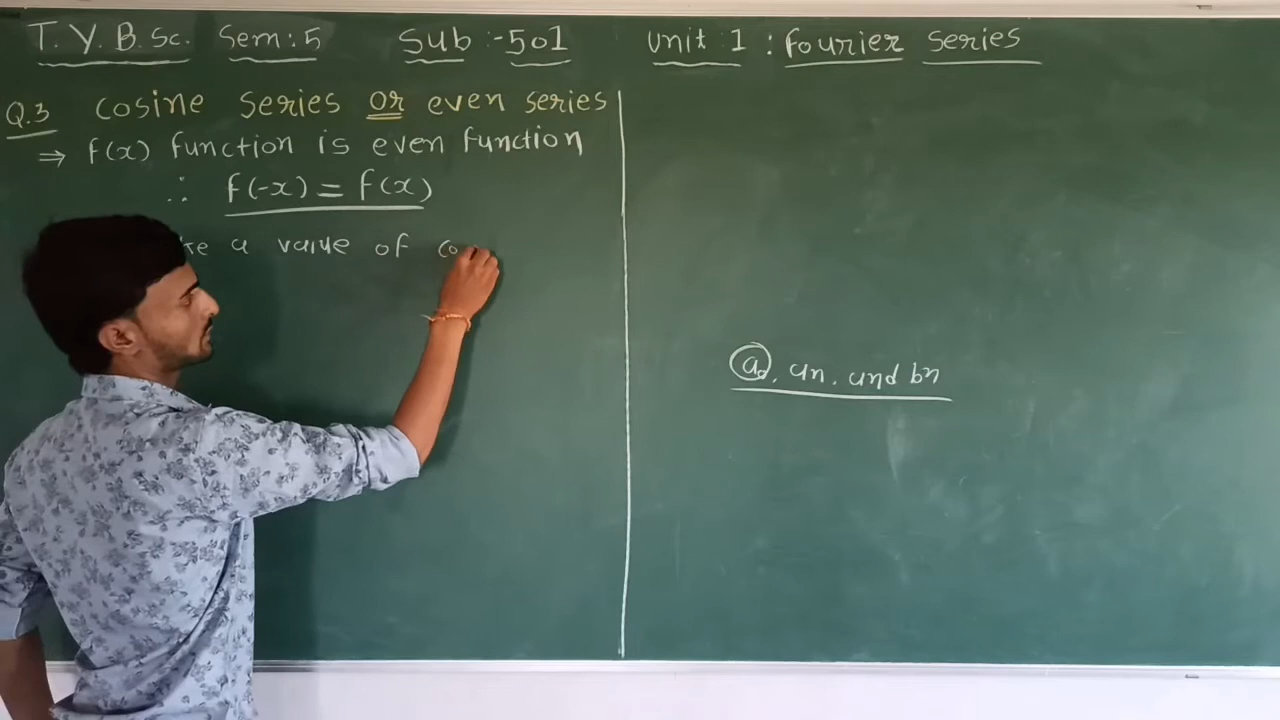 T.Y.B.Sc. Sem:5 Sub:-501 unit 1 : fourier series
Q.3 cosine series OR even series
⇒ f(x) function is even function
∴ f(-x) = f(x)
a value of co
a₀, an, and bn